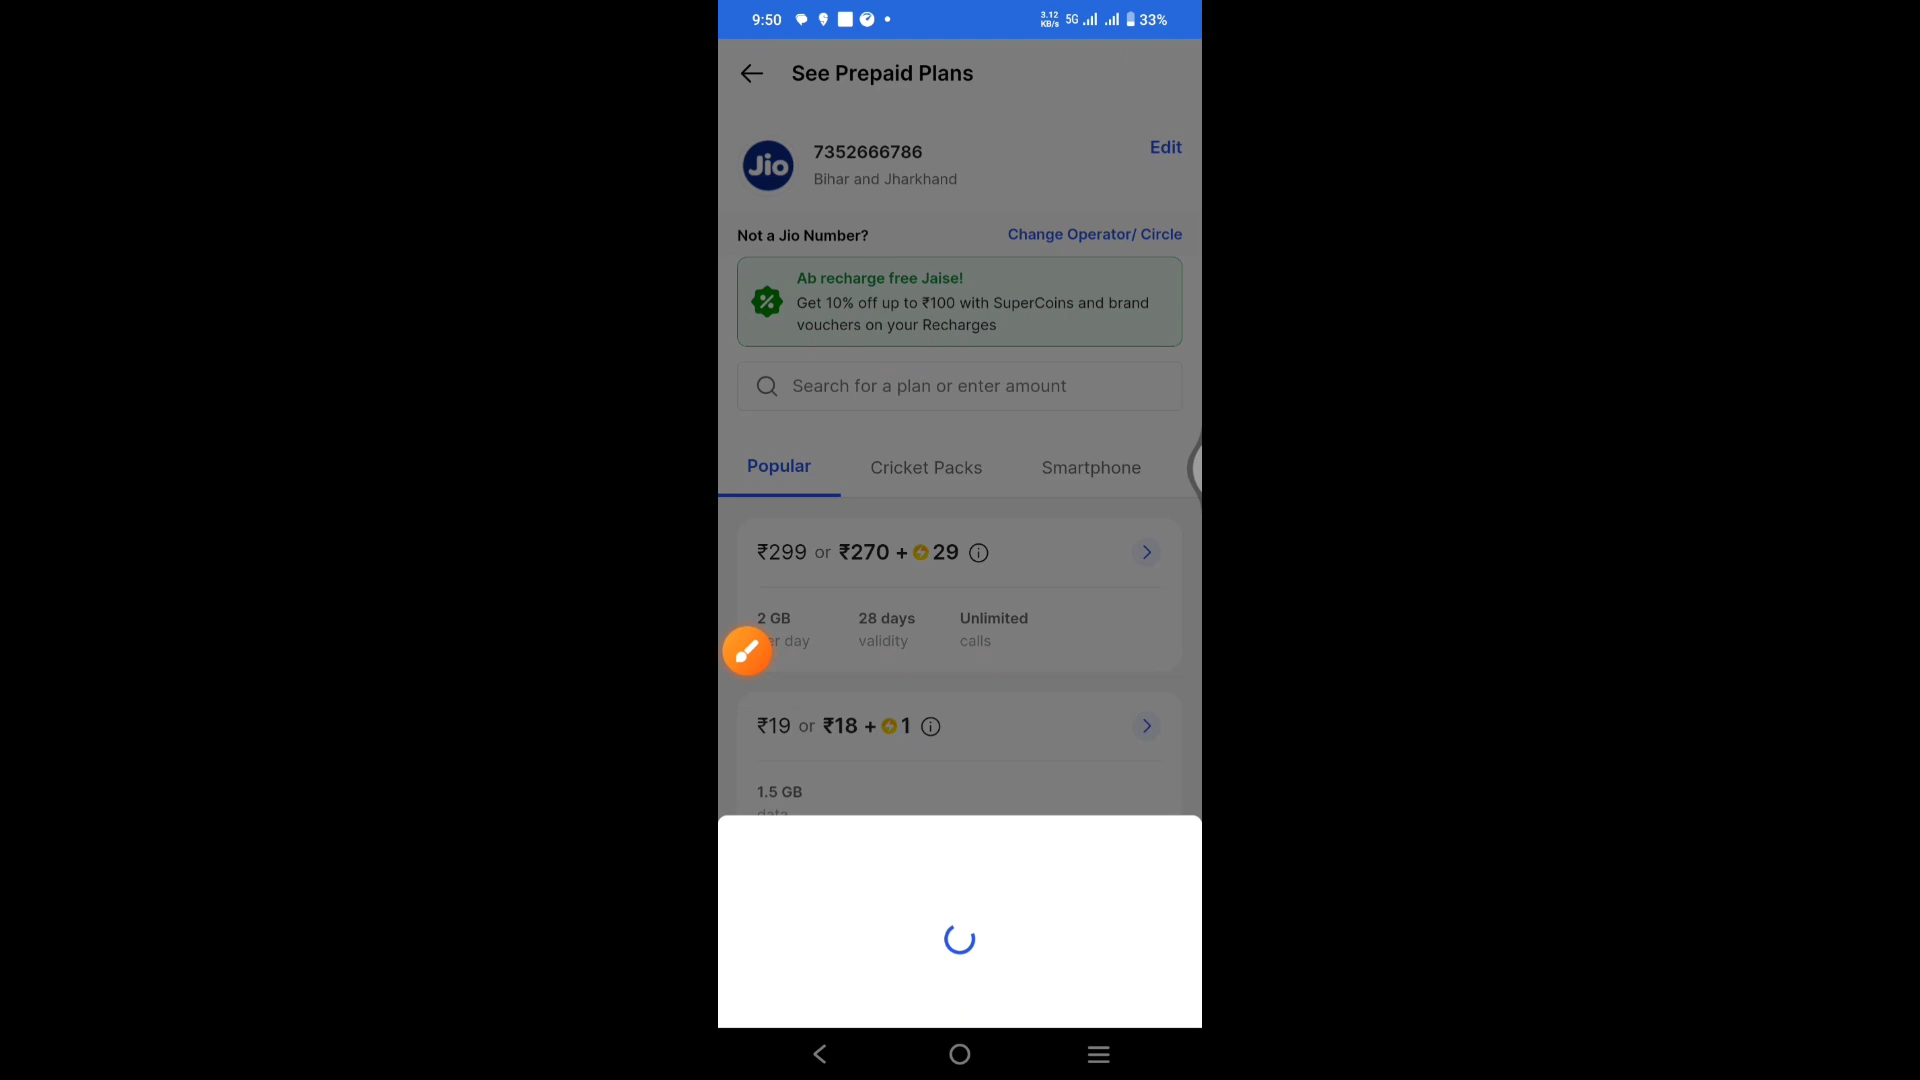 9:50 3.12 KB/s 5G 33%
See Prepaid Plans
Jio 7352666786 Edit
Bihar and Jharkhand
Not a Jio Number? Change Operator/ Circle
Ab recharge free Jaise!
Get 10% off up to ₹100 with SuperCoins and brand
vouchers on your Recharges
Search for a plan or enter amount
Popular Cricket Packs Smartphone
₹299 or ₹270 + 29
2 GB 28 days Unlimited
er day validity calls
₹19 or ₹18 + 1
1.5 GB
data